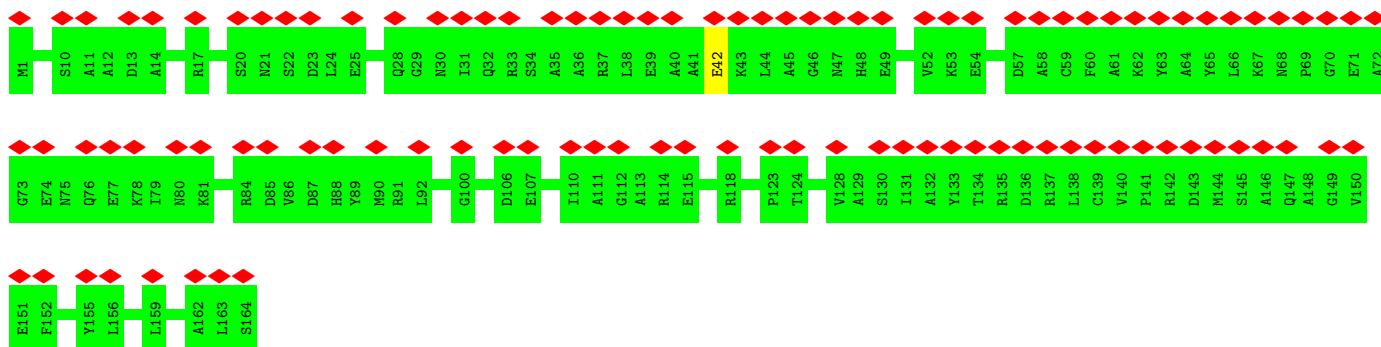 M1 S10 A11 A12 D13 A14 R17 S20 N21 S22 D23 L24 E25 Q28 G29 N30 I31 Q32 R33 S34 A35 A36 R37 L38 E39 A40 A41 E42 K43 L44 A45 G46 N47 H48 E49 V52 K53 E54 D57 A58 C59 F60 A61 K62 Y63 A64 Y65 L66 K67 N68 P69 G70 E71 A72
G73 E74 N75 Q76 E77 K78 I79 N80 K81 R84 D85 V86 D87 H88 Y89 M90 R91 L92 G100 D106 E107 I110 A111 G112 A113 R114 E115 R118 P123 T124 V128 A129 S130 I131 A132 Y133 T134 R135 D136 R137 L138 C139 V140 P141 R142 D143 M144 S145 A146 Q147 A148 G149 V150
E151 F152 Y155 L156 L159 A162 L163 S164